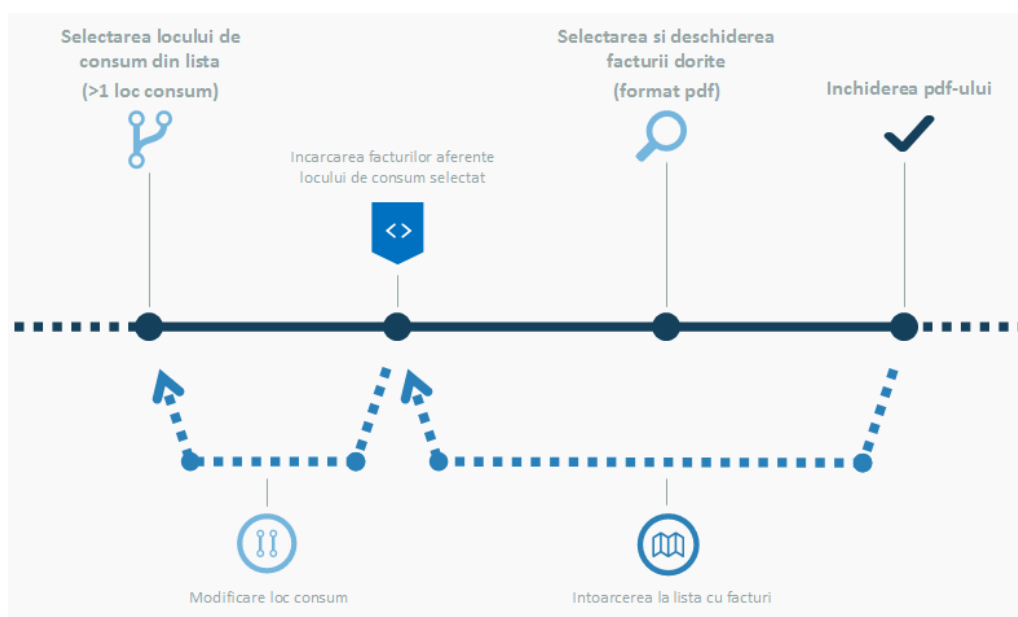 Selectarea locului de
consum din lista
(>1 loc consum)
Incarcarea facturilor aferente
locului de consum selectat
Selectarea si deschiderea
facturii dorite
(format pdf)
Inchiderea pdf-ului
Modificare loc consum
Intoarcerea la lista cu facturi